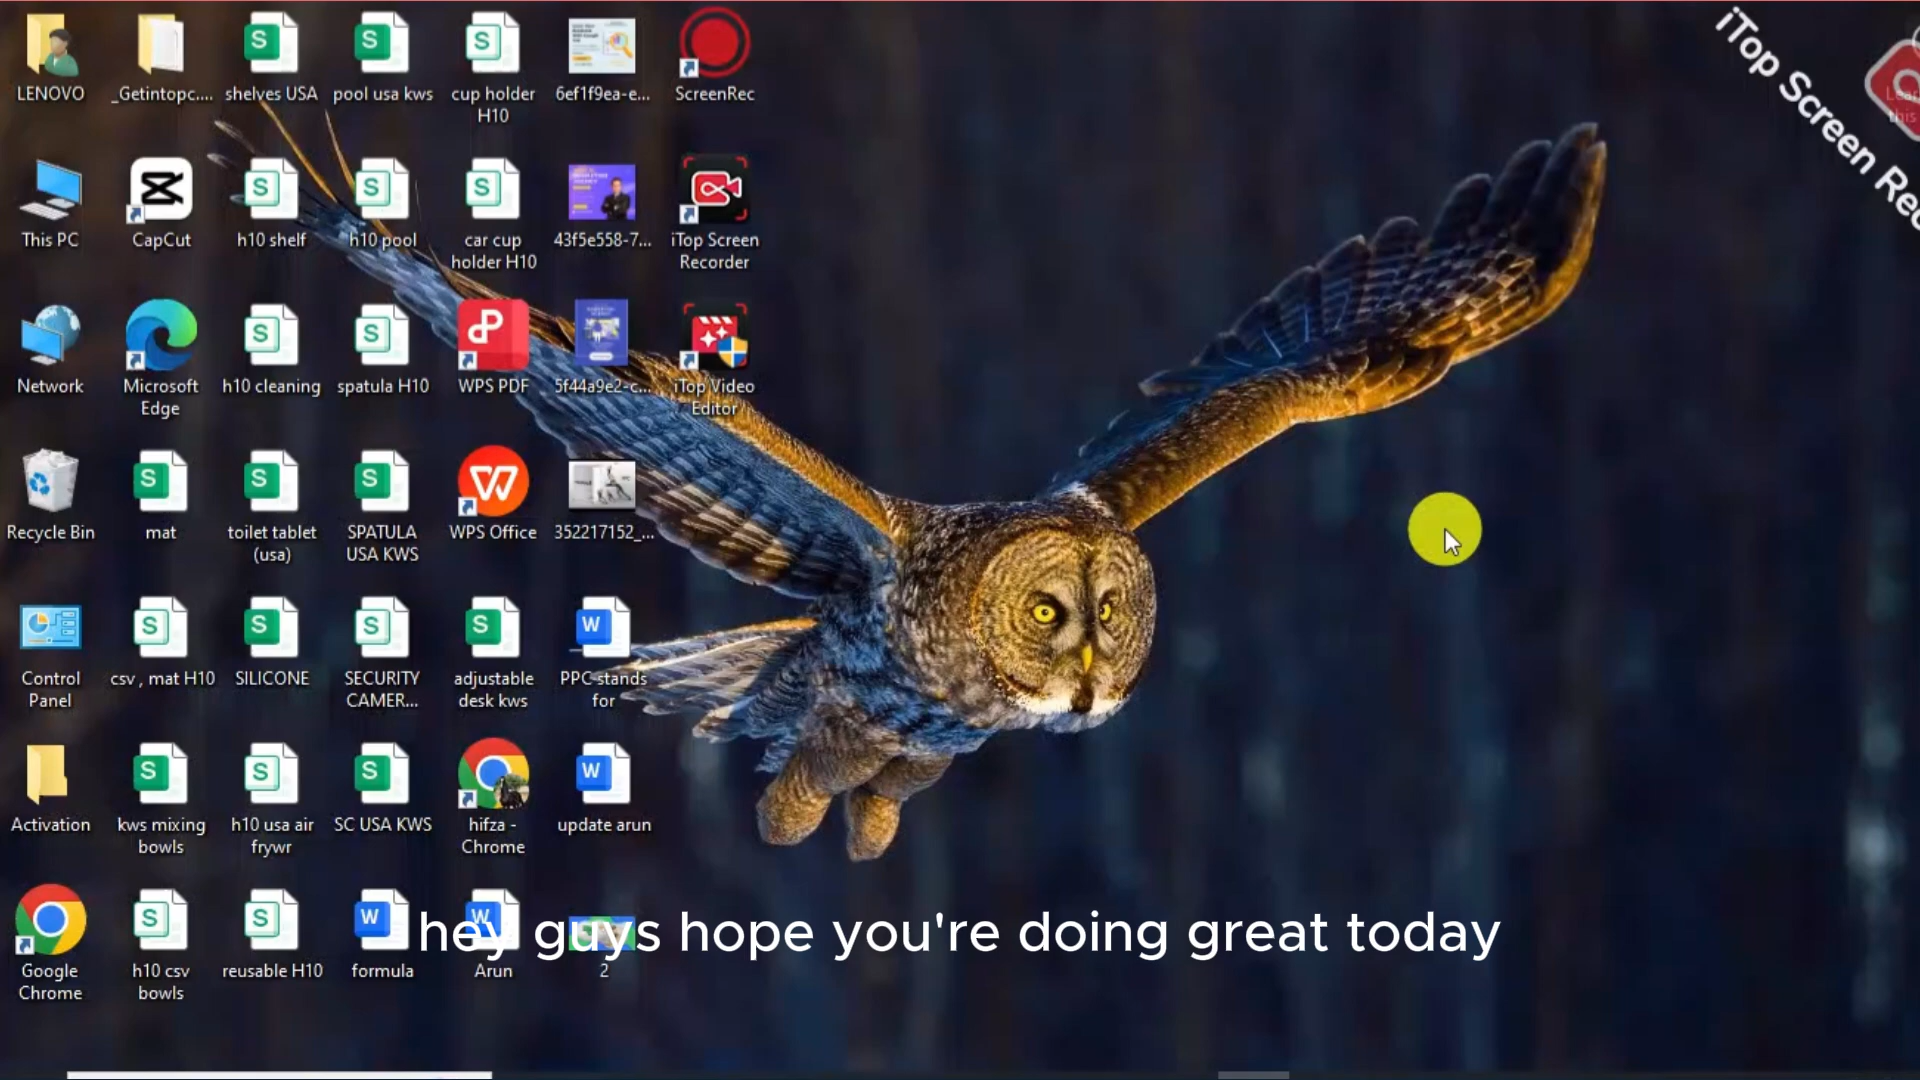 LENOVO
_Getintopc....
shelves USA
pool usa kws
cup holder
H10
6ef1f9ea-e...
ScreenRec
This PC
CapCut
h10 shelf
h10 pool
car cup
holder H10
43f5e558-7...
iTop Screen
Recorder
Network
Microsoft
Edge
h10 cleaning
spatula H10
WPS PDF
5f44a9e2-c...
iTop Video
Editor
Recycle Bin
mat
toilet tablet
(usa)
SPATULA
USA KWS
WPS Office
352217152_...
Control
Panel
csv , mat H10
SILICONE
SECURITY
CAMER...
adjustable
desk kws
PPC stands
for
Activation
kws mixing
bowls
h10 usa air
frywr
SC USA KWS
hifza -
Chrome
update arun
Google
Chrome
h10 csv
bowls
reusable H10
formula
Arun
2
hey guys hope you're doing great today
iTop Screen Rec